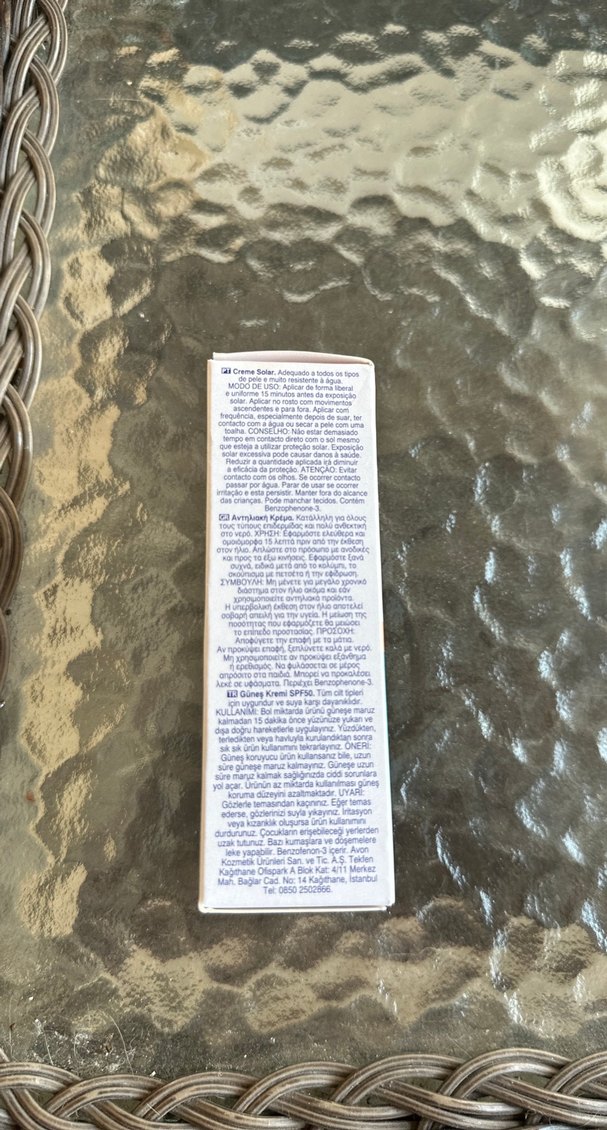 PT Creme Solar. Adequado a todos os tipos
de pele e muito resistente à água.
MODO DE USO: Aplicar de forma liberal
e uniforme 15 minutos antes da exposição
solar. Aplicar no rosto com movimentos
ascendentes e para fora. Aplicar com
frequência, especialmente depois de suar, ter
contacto com a água ou secar a pele com uma
toalha. CONSELHO: Não estar demasiado
tempo em contacto direto com o sol mesmo
que esteja a utilizar proteção solar. Exposição
solar excessiva pode causar danos à saúde.
Reduzir a quantidade aplicada irá diminuir
a eficácia da proteção. ATENÇÃO: Evitar
contacto com os olhos. Se ocorrer contacto
passar por água. Parar de usar se ocorrer
irritação e esta persistir. Manter fora do alcance
das crianças. Pode manchar tecidos. Contém
Benzophenone-3.
GR Αντηλιακή Κρέμα. Κατάλληλη για όλους
τους τύπους επιδερμίδας και πολύ ανθεκτική
στο νερό. ΧΡΗΣΗ: Εφαρμόστε ελεύθερα και
ομοιόμορφα 15 λεπτά πριν από την έκθεση
στον ήλιο. Απλώστε στο πρόσωπο με ανοδικές
και προς τα έξω κινήσεις. Εφαρμόστε ξανά
συχνά, ειδικά μετά από το κολύμπι, το
σκούπισμα με πετσέτα ή την εφίδρωση.
ΣΥΜΒΟΥΛΗ: Μη μένετε για μεγάλο χρονικό
διάστημα στον ήλιο ακόμα και εάν
χρησιμοποιείτε αντηλιακά προϊόντα.
Η υπερβολική έκθεση στον ήλιο αποτελεί
σοβαρή απειλή για την υγεία. Η μείωση της
ποσότητας που εφαρμόζετε θα μειώσει
το επίπεδο προστασίας. ΠΡΟΣΟΧΗ:
Αποφύγετε την επαφή με τα μάτια.
Αν προκύψει επαφή, ξεπλύνετε καλά με νερό.
Μη χρησιμοποιείτε αν προκύψει εξάνθημα
ή ερεθισμός. Να φυλάσσεται σε μέρος
απρόσιτο στα παιδιά. Μπορεί να προκαλέσει
λεκέ σε υφάσματα. Περιέχει Benzophenone-3.
TR Güneş Kremi SPF50. Tüm cilt tipleri
için uygundur ve suya karşı dayanıklıdır.
KULLANIMI: Bol miktarda ürünü güneşe maruz
kalmadan 15 dakika önce yüzünüze yukarı ve
dışa doğru hareketlerle uygulayınız. Yüzdükten,
terledikten veya havluyla kurulandıktan sonra
sık sık ürün kullanımını tekrarlayınız. ÖNERİ:
Güneş koruyucu ürün kullansanız bile, uzun
süre güneşe maruz kalmayınız. Güneşe uzun
süre maruz kalmak sağlığınızda ciddi sorunlara
yol açar. Ürünün az miktarda kullanılması güneş
koruma düzeyini azaltmaktadır. UYARI:
Gözlerle temasından kaçınınız. Eğer temas
ederse, gözlerinizi suyla yıkayınız. İritasyon
veya kızarıklık oluşursa ürün kullanımını
durdurunuz. Çocukların erişebileceği yerlerden
uzak tutunuz. Bazı kumaşlara ve döşemelere
leke yapabilir. Benzofenon-3 içerir. Avon
Kozmetik Ürünleri San. ve Tic. A.Ş. Tekfen
Kağıthane Ofispark A Blok Kat: 4/11 Merkez
Mah. Bağlar Cad. No: 14 Kağıthane, İstanbul
Tel: 0850 2502866.